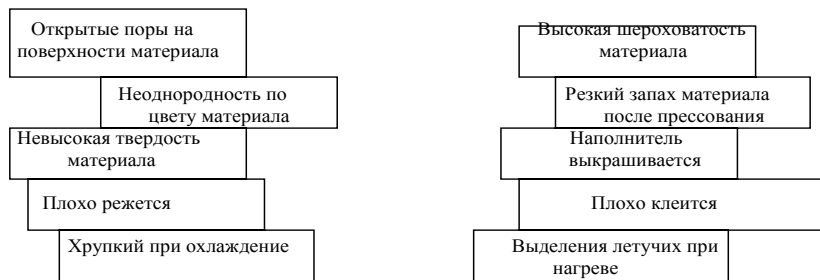 Открытые поры на
поверхности материала
Неоднородность по
цвету материала
Невысокая твердость
материала
Плохо режется
Хрупкий при охлаждение
Высокая шероховатость
материала
Резкий запах материала
после прессования
Наполнитель
выкрашивается
Плохо клеится
Выделения летучих при
нагреве